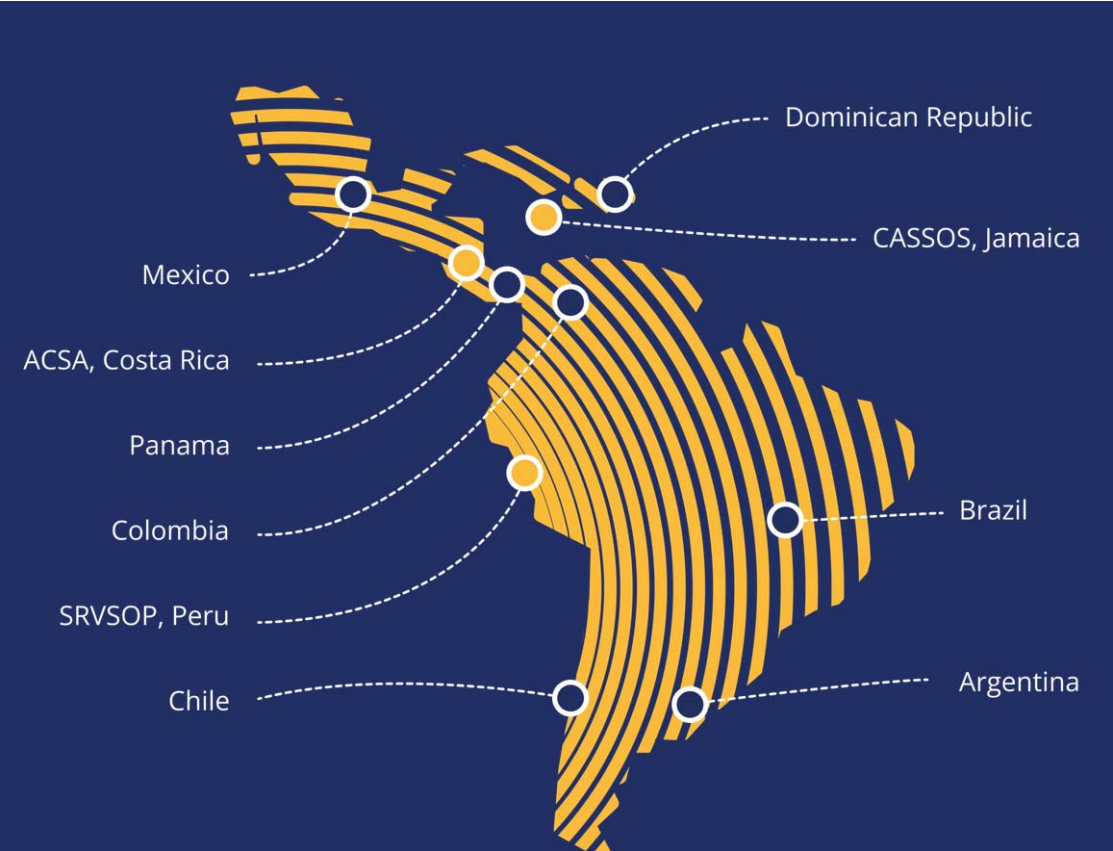 Dominican Republic
CASSOS, Jamaica
Mexico
ACSA, Costa Rica
Panama
Colombia
Brazil
SRVSOP, Peru
Argentina
Chile